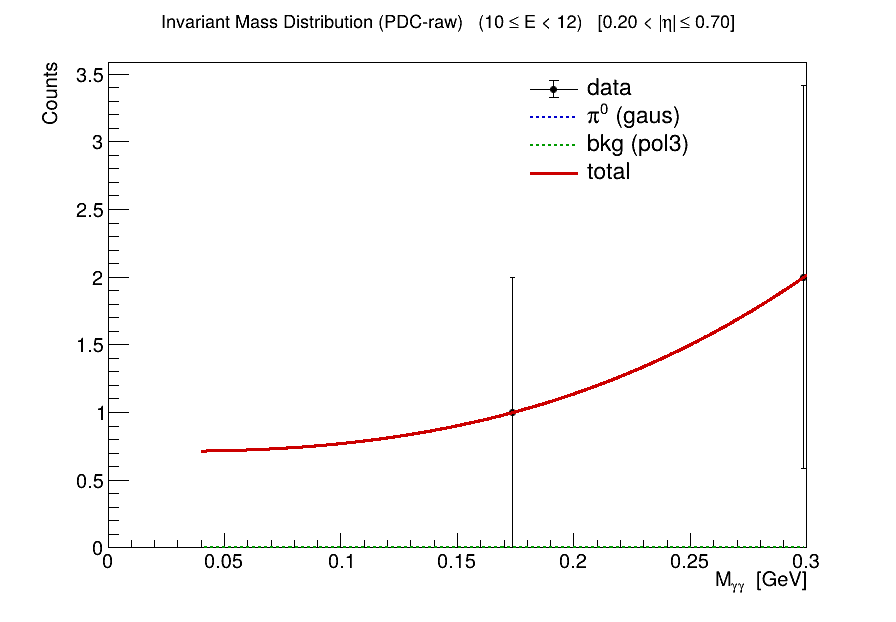 Invariant Mass Distribution (PDC-raw) (10 ≤ E < 12) [0.20 < |η| ≤ 0.70]
Counts
data
π⁰ (gaus)
bkg (pol3)
total
3.5
3
2.5
2
1.5
1
0.5
0
0 0.05 0.1 0.15 0.2 0.25 0.3
Mγγ [GeV]